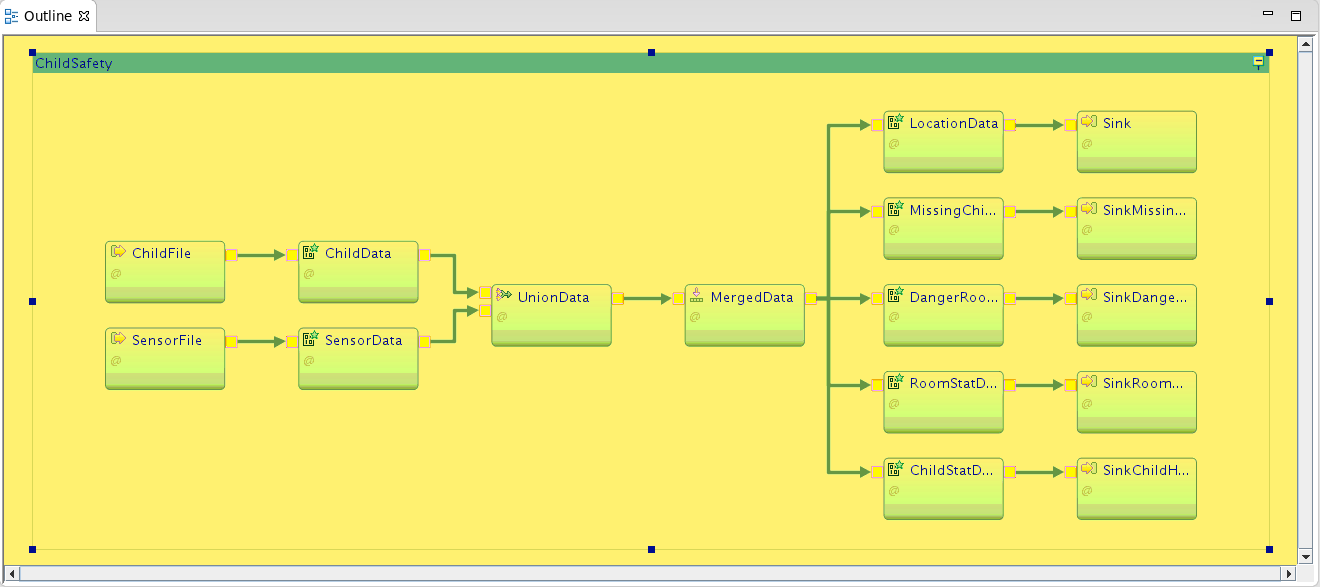 Outline
ChildSafety
LocationData
@
Sink
@
MissingChi...
@
SinkMissin...
@
ChildFile
@
ChildData
@
UnionData
@
MergedData
@
DangerRoo...
@
SinkDange...
@
SensorFile
@
SensorData
@
RoomStatD...
@
SinkRoom...
@
ChildStatD...
@
SinkChildH...
@